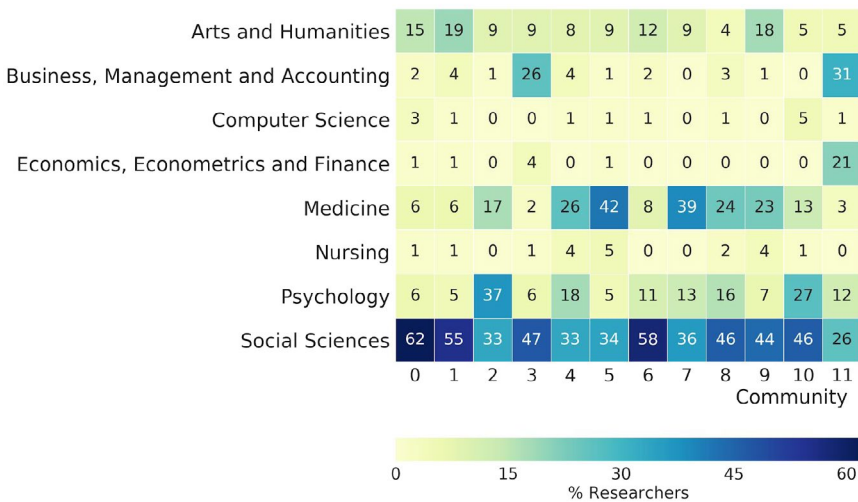 Arts and Humanities 15 19 9 9 8 9 12 9 4 18 5 5
Business, Management and Accounting 2 4 1 26 4 1 2 0 3 1 0 31
Computer Science 3 1 0 0 1 1 1 0 1 0 5 1
Economics, Econometrics and Finance 1 1 0 4 0 1 0 0 0 0 0 21
Medicine 6 6 17 2 26 42 8 39 24 23 13 3
Nursing 1 1 0 1 4 5 0 0 2 4 1 0
Psychology 6 5 37 6 18 5 11 13 16 7 27 12
Social Sciences 62 55 33 47 33 34 58 36 46 44 46 26
0 1 2 3 4 5 6 7 8 9 10 11
Community
0 15 30 45 60
% Researchers